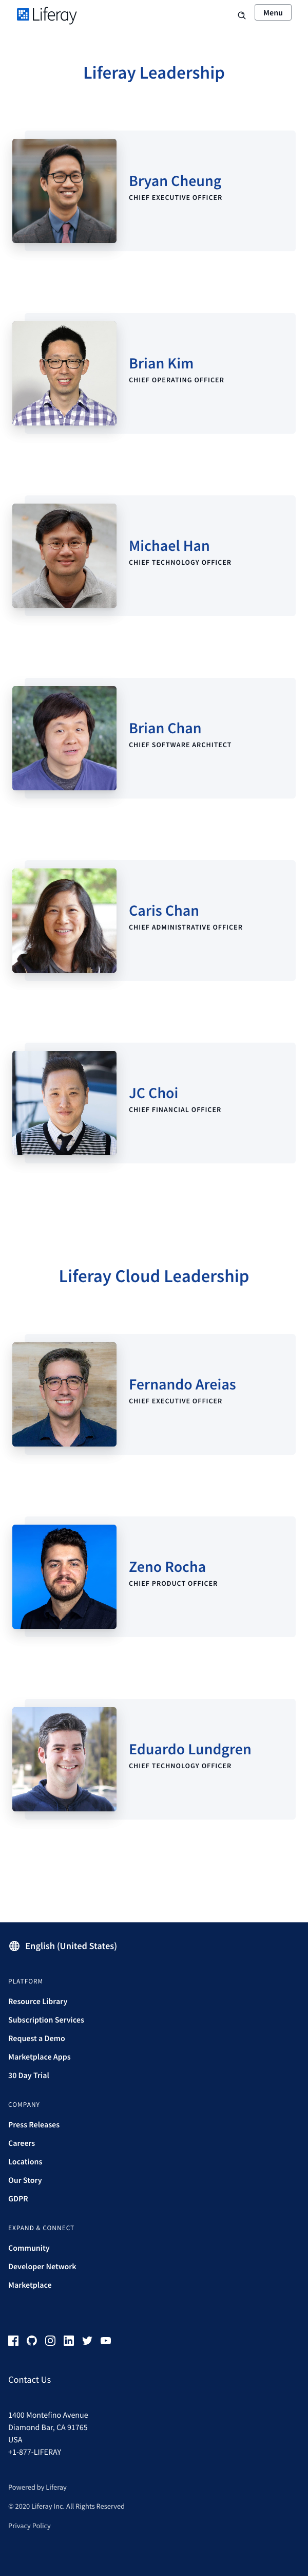 Liferay
Menu
Liferay Leadership
Bryan Cheung
CHIEF EXECUTIVE OFFICER
Brian Kim
CHIEF OPERATING OFFICER
Michael Han
CHIEF TECHNOLOGY OFFICER
Brian Chan
CHIEF SOFTWARE ARCHITECT
Caris Chan
CHIEF ADMINISTRATIVE OFFICER
JC Choi
CHIEF FINANCIAL OFFICER
Liferay Cloud Leadership
Fernando Areias
CHIEF EXECUTIVE OFFICER
Zeno Rocha
CHIEF PRODUCT OFFICER
Eduardo Lundgren
CHIEF TECHNOLOGY OFFICER
English (United States)
PLATFORM
Resource Library
Subscription Services
Request a Demo
Marketplace Apps
30 Day Trial
COMPANY
Press Releases
Careers
Locations
Our Story
GDPR
EXPAND & CONNECT
Community
Developer Network
Marketplace
Contact Us
1400 Montefino Avenue
Diamond Bar, CA 91765
USA
+1-877-LIFERAY
Powered by Liferay
© 2020 Liferay Inc. All Rights Reserved
Privacy Policy